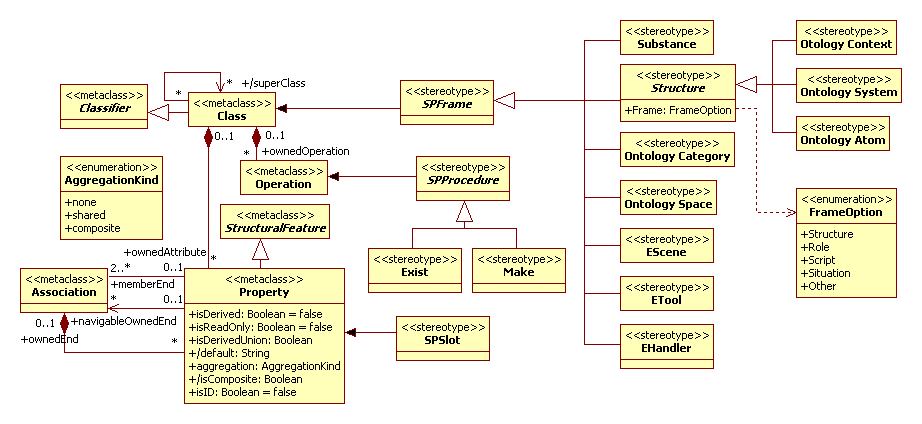 <<stereotype>>
Substance
<<stereotype>>
Otology Context
<<stereotype>>
Structure
+Frame: FrameOption
<<stereotype>>
Ontology System
<<stereotype>>
Ontology Atom
<<metaclass>>
Classifier
*
*
+/superClass
<<metaclass>>
Class
<<stereotype>>
SPFrame
0..1
0..1
*
+ownedOperation
<<metaclass>>
Operation
<<stereotype>>
SPProcedure
<<stereotype>>
Ontology Category
<<stereotype>>
Ontology Space
<<enumeration>>
AggregationKind
+none
+shared
+composite
<<metaclass>>
StructuralFeature
<<enumeration>>
FrameOption
+Structure
+Role
+Script
+Situation
+Other
<<stereotype>>
Exist
<<stereotype>>
Make
<<stereotype>>
EScene
<<stereotype>>
ETool
<<stereotype>>
EHandler
+ownedAttribute
*
<<metaclass>>
Association
2..*
0..1
+memberEnd
*
0..1
+navigableOwnedEnd
0..1
+ownedEnd
*
<<metaclass>>
Property
+isDerived: Boolean = false
+isReadOnly: Boolean = false
+isDerivedUnion: Boolean
+/default: String
+aggregation: AggregationKind
+/isComposite: Boolean
+isID: Boolean = false
<<stereotype>>
SPSlot